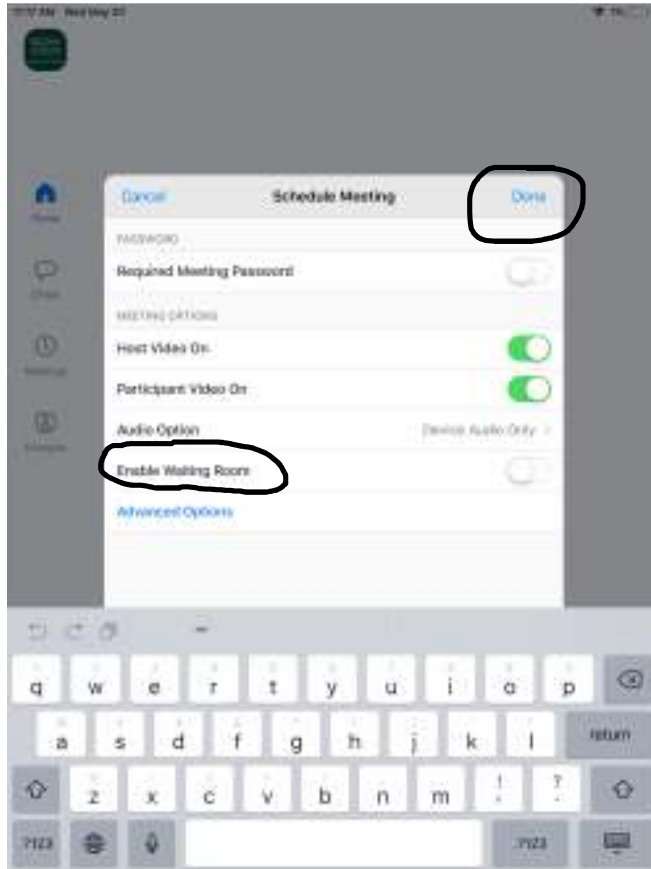 Cancel Schedule Meeting Done
PASSWORD
Required Meeting Password
MEETING OPTIONS
Host Video On
Participant Video On
Audio Option Device Audio Only
Enable Waiting Room
Advanced Options
q w e r t y u i o p
a s d f g h j k l return
z x c v b n m ! , ? .
.?123 .?123